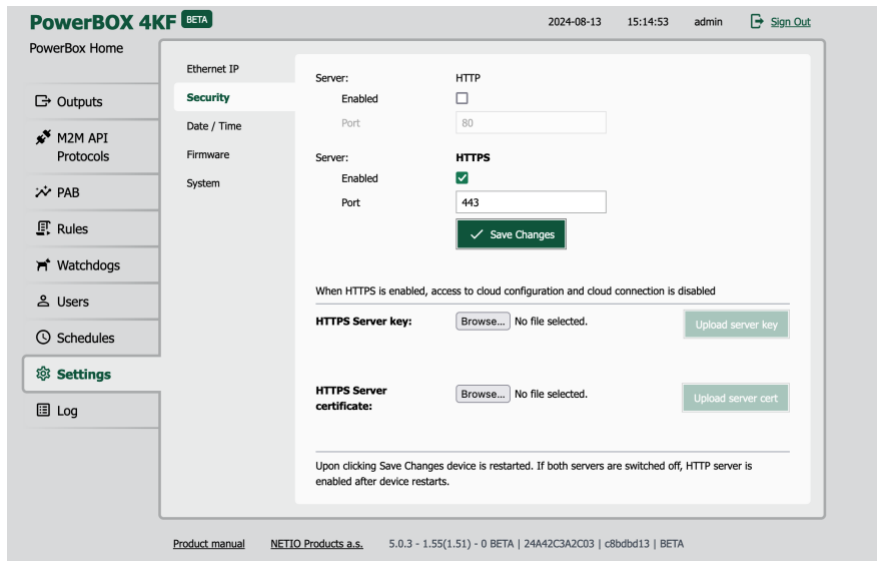 PowerBOX 4KF BETA
2024-08-13 15:14:53 admin Sign Out
PowerBox Home
Outputs
M2M API
Protocols
PAB
Rules
Watchdogs
Users
Schedules
Settings
Log
Ethernet IP
Security
Date / Time
Firmware
System
Server: HTTP
Enabled
Port 80
Server: HTTPS
Enabled
Port 443
Save Changes
When HTTPS is enabled, access to cloud configuration and cloud connection is disabled
HTTPS Server key: Browse... No file selected. Upload server key
HTTPS Server
certificate: Browse... No file selected. Upload server cert
Upon clicking Save Changes device is restarted. If both servers are switched off, HTTP server is
enabled after device restarts.
Product manual NETIO Products a.s. 5.0.3 - 1.55(1.51) - 0 BETA | 24A42C3A2C03 | c8bdbd13 | BETA